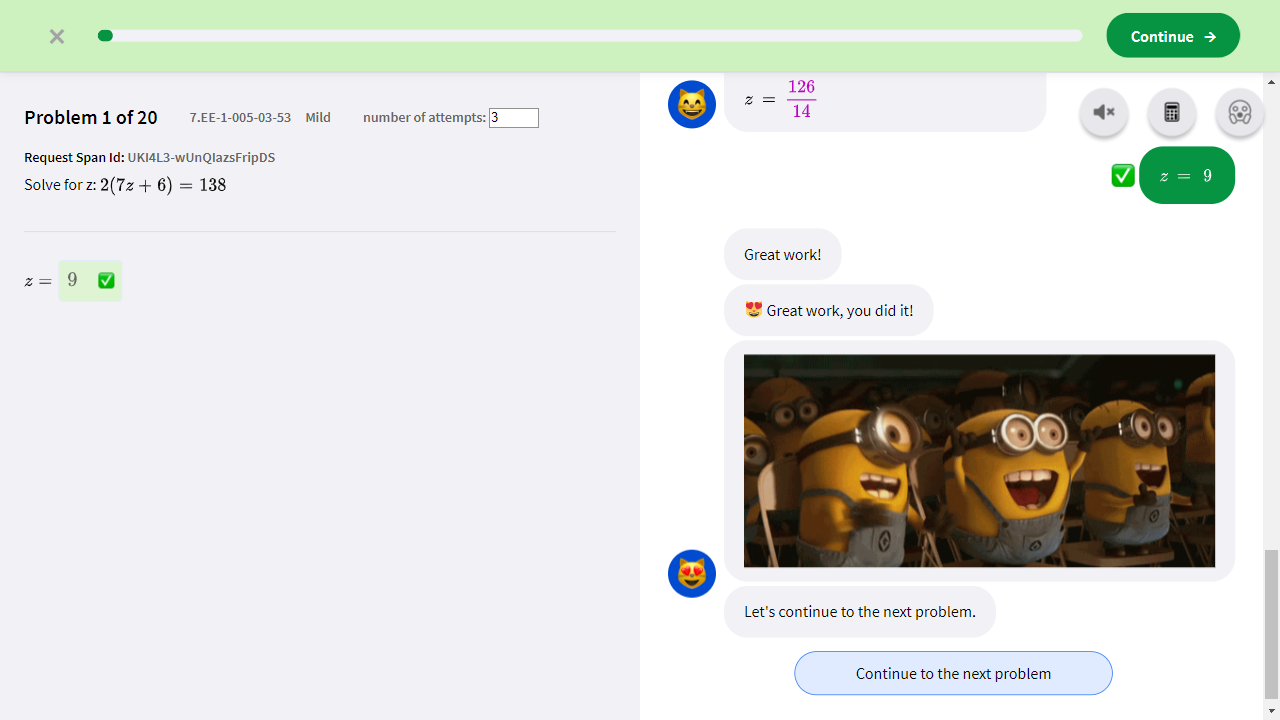 Continue →
Problem 1 of 20 7.EE-1-005-03-53 Mild number of attempts: 3
Request Span Id: UKI4L3-wUnQIazsFripDS
Solve for z: 2(7z + 6) = 138
z = 9
z = 126/14
z = 9
Great work!
Great work, you did it!
Let's continue to the next problem.
Continue to the next problem